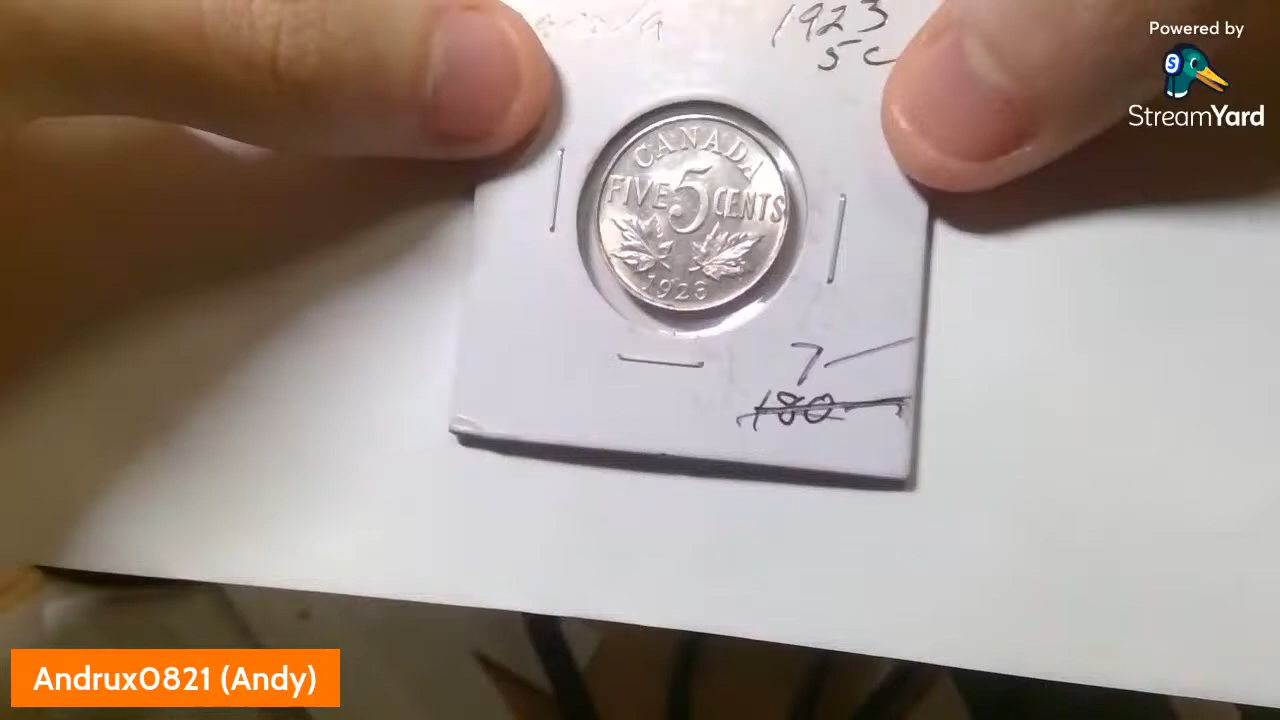 Powered by
StreamYard
1923
5c
CANADA
FIVE 5 CENTS
1923
7
180
Andrux0821 (Andy)